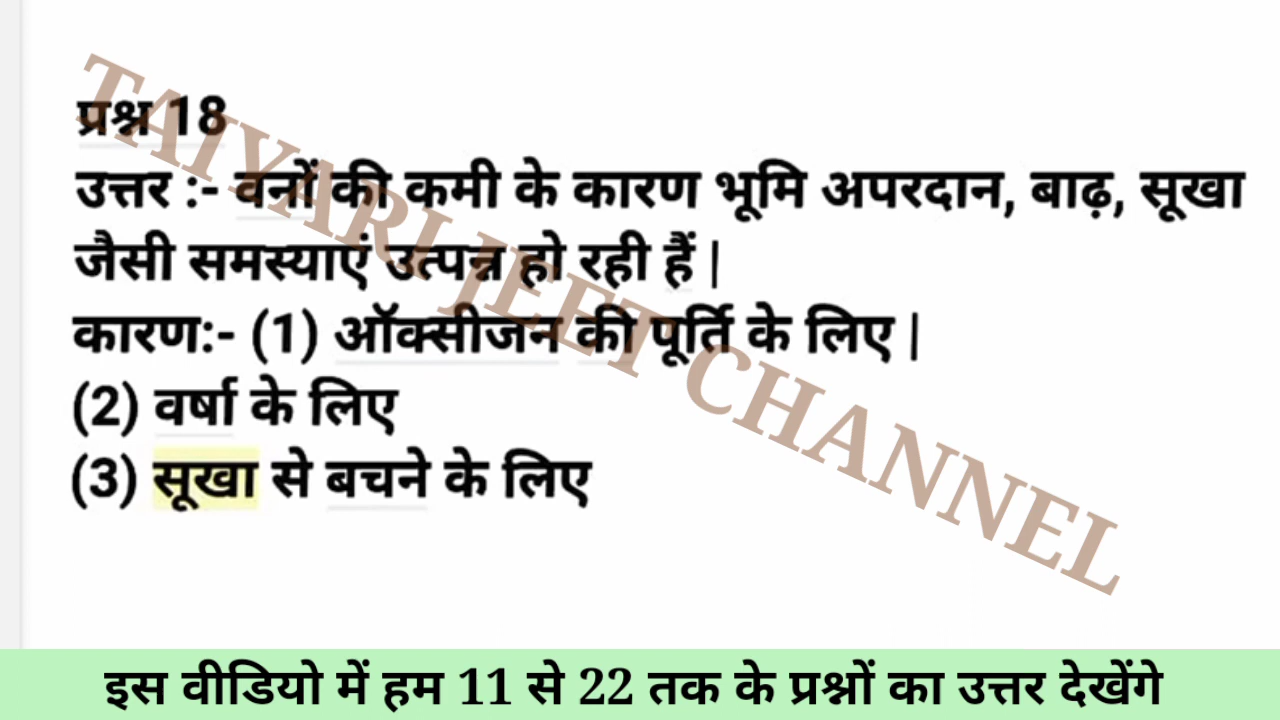 प्रश्न 18
उत्तर :- वनों की कमी के कारण भूमि अपरदान, बाढ़, सूखा
जैसी समस्याएं उत्पन्न हो रही हैं |
कारण:- (1) ऑक्सीजन की पूर्ति के लिए |
(2) वर्षा के लिए
(3) सूखा से बचने के लिए
TAIYARI JEET CHANNEL
इस वीडियो में हम 11 से 22 तक के प्रश्नों का उत्तर देखेंगे